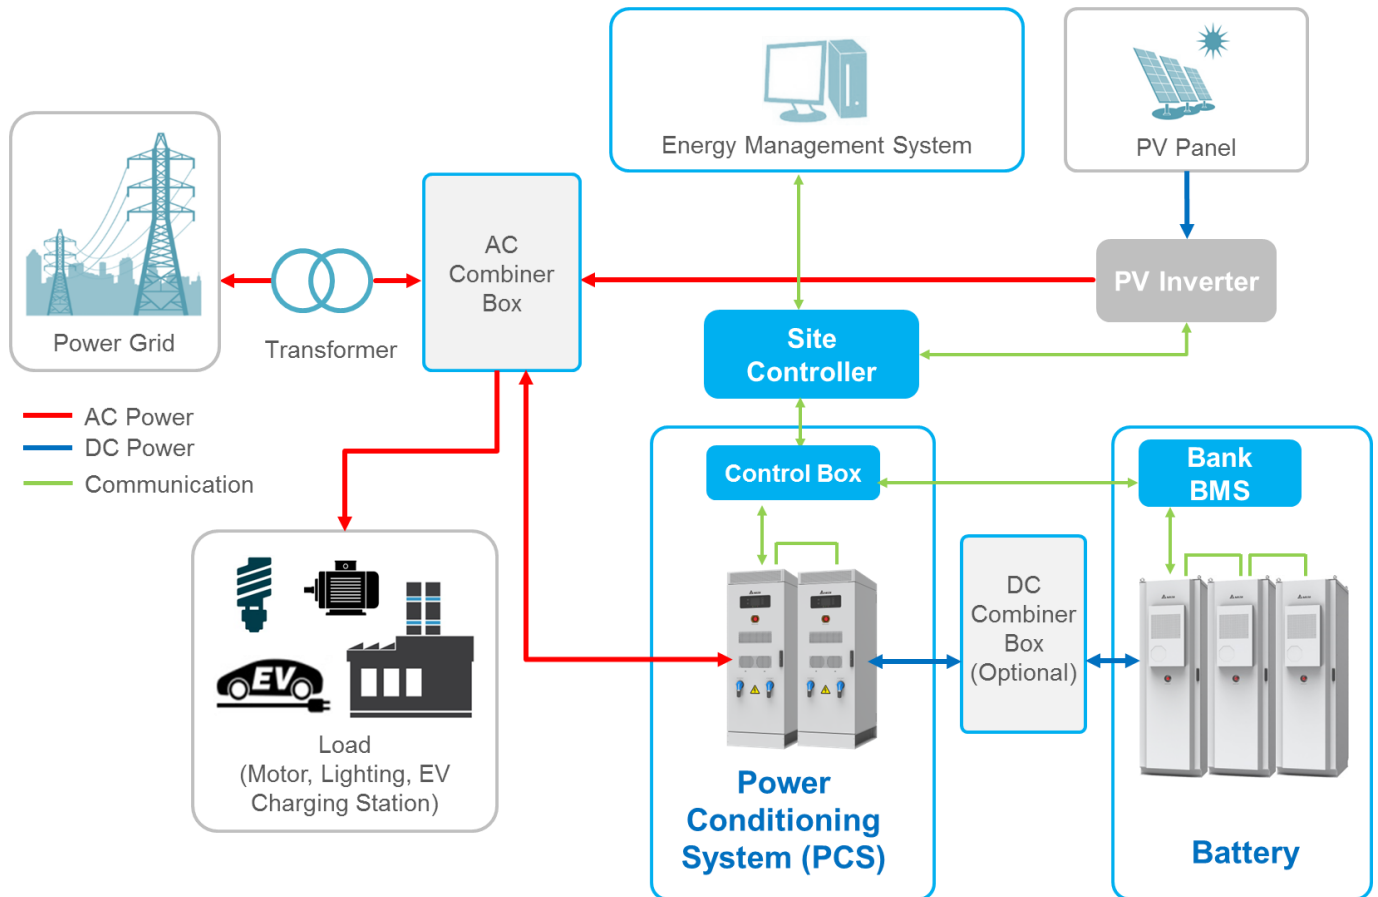 Energy Management System
PV Panel
Power Grid
Transformer
AC
Combiner
Box
PV Inverter
Site
Controller
AC Power
DC Power
Communication
Control Box
Bank
BMS
DC
Combiner
Box
(Optional)
EV
Load
(Motor, Lighting, EV
Charging Station)
Power
Conditioning
System (PCS)
Battery